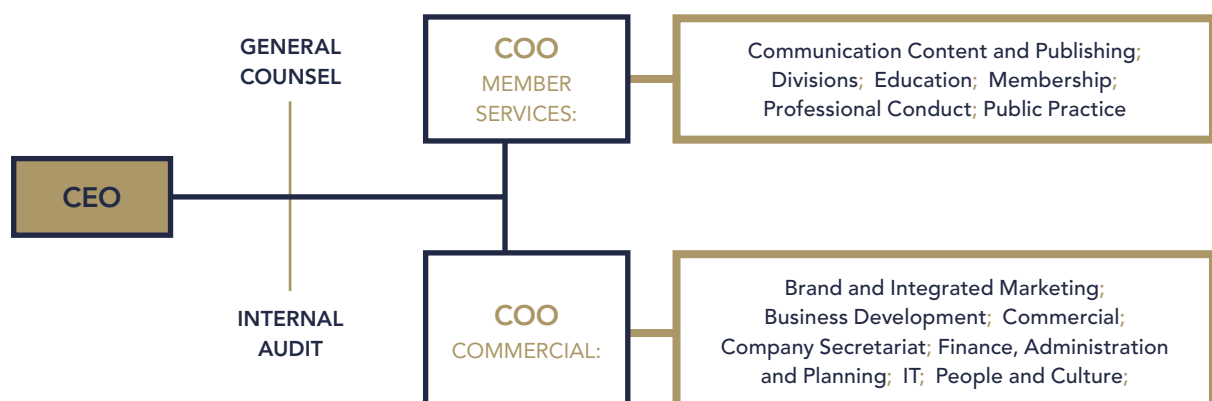 GENERAL
COUNSEL
CEO
INTERNAL
AUDIT
COO
MEMBER
SERVICES:
Communication Content and Publishing;
Divisions; Education; Membership;
Professional Conduct; Public Practice
COO
COMMERCIAL:
Brand and Integrated Marketing;
Business Development; Commercial;
Company Secretariat; Finance, Administration
and Planning; IT; People and Culture;